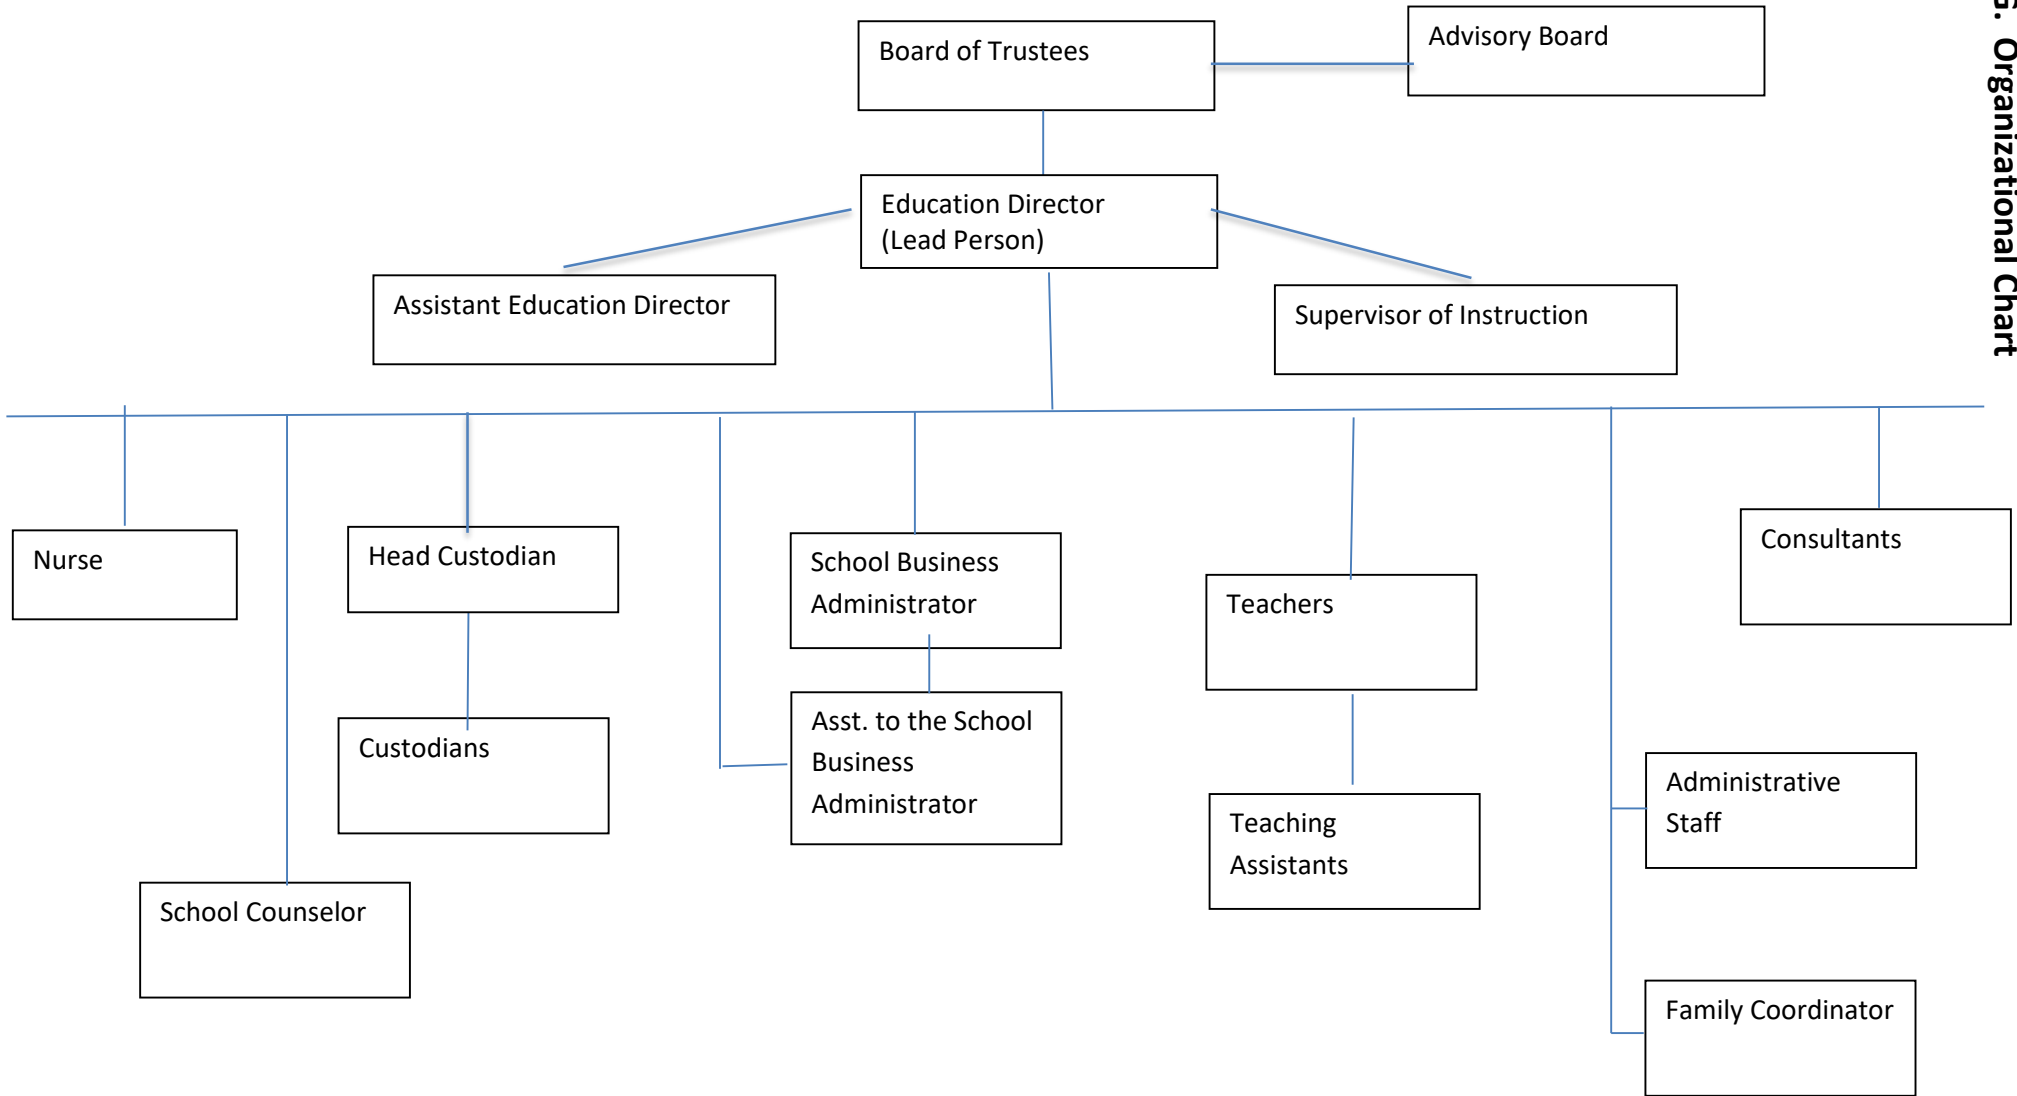 G. Organizational Chart
Board of Trustees
Advisory Board
Education Director
(Lead Person)
Assistant Education Director
Supervisor of Instruction
Nurse
Head Custodian
School Business
Administrator
Teachers
Consultants
Custodians
Asst. to the School
Business
Administrator
Teaching
Assistants
Administrative
Staff
School Counselor
Family Coordinator